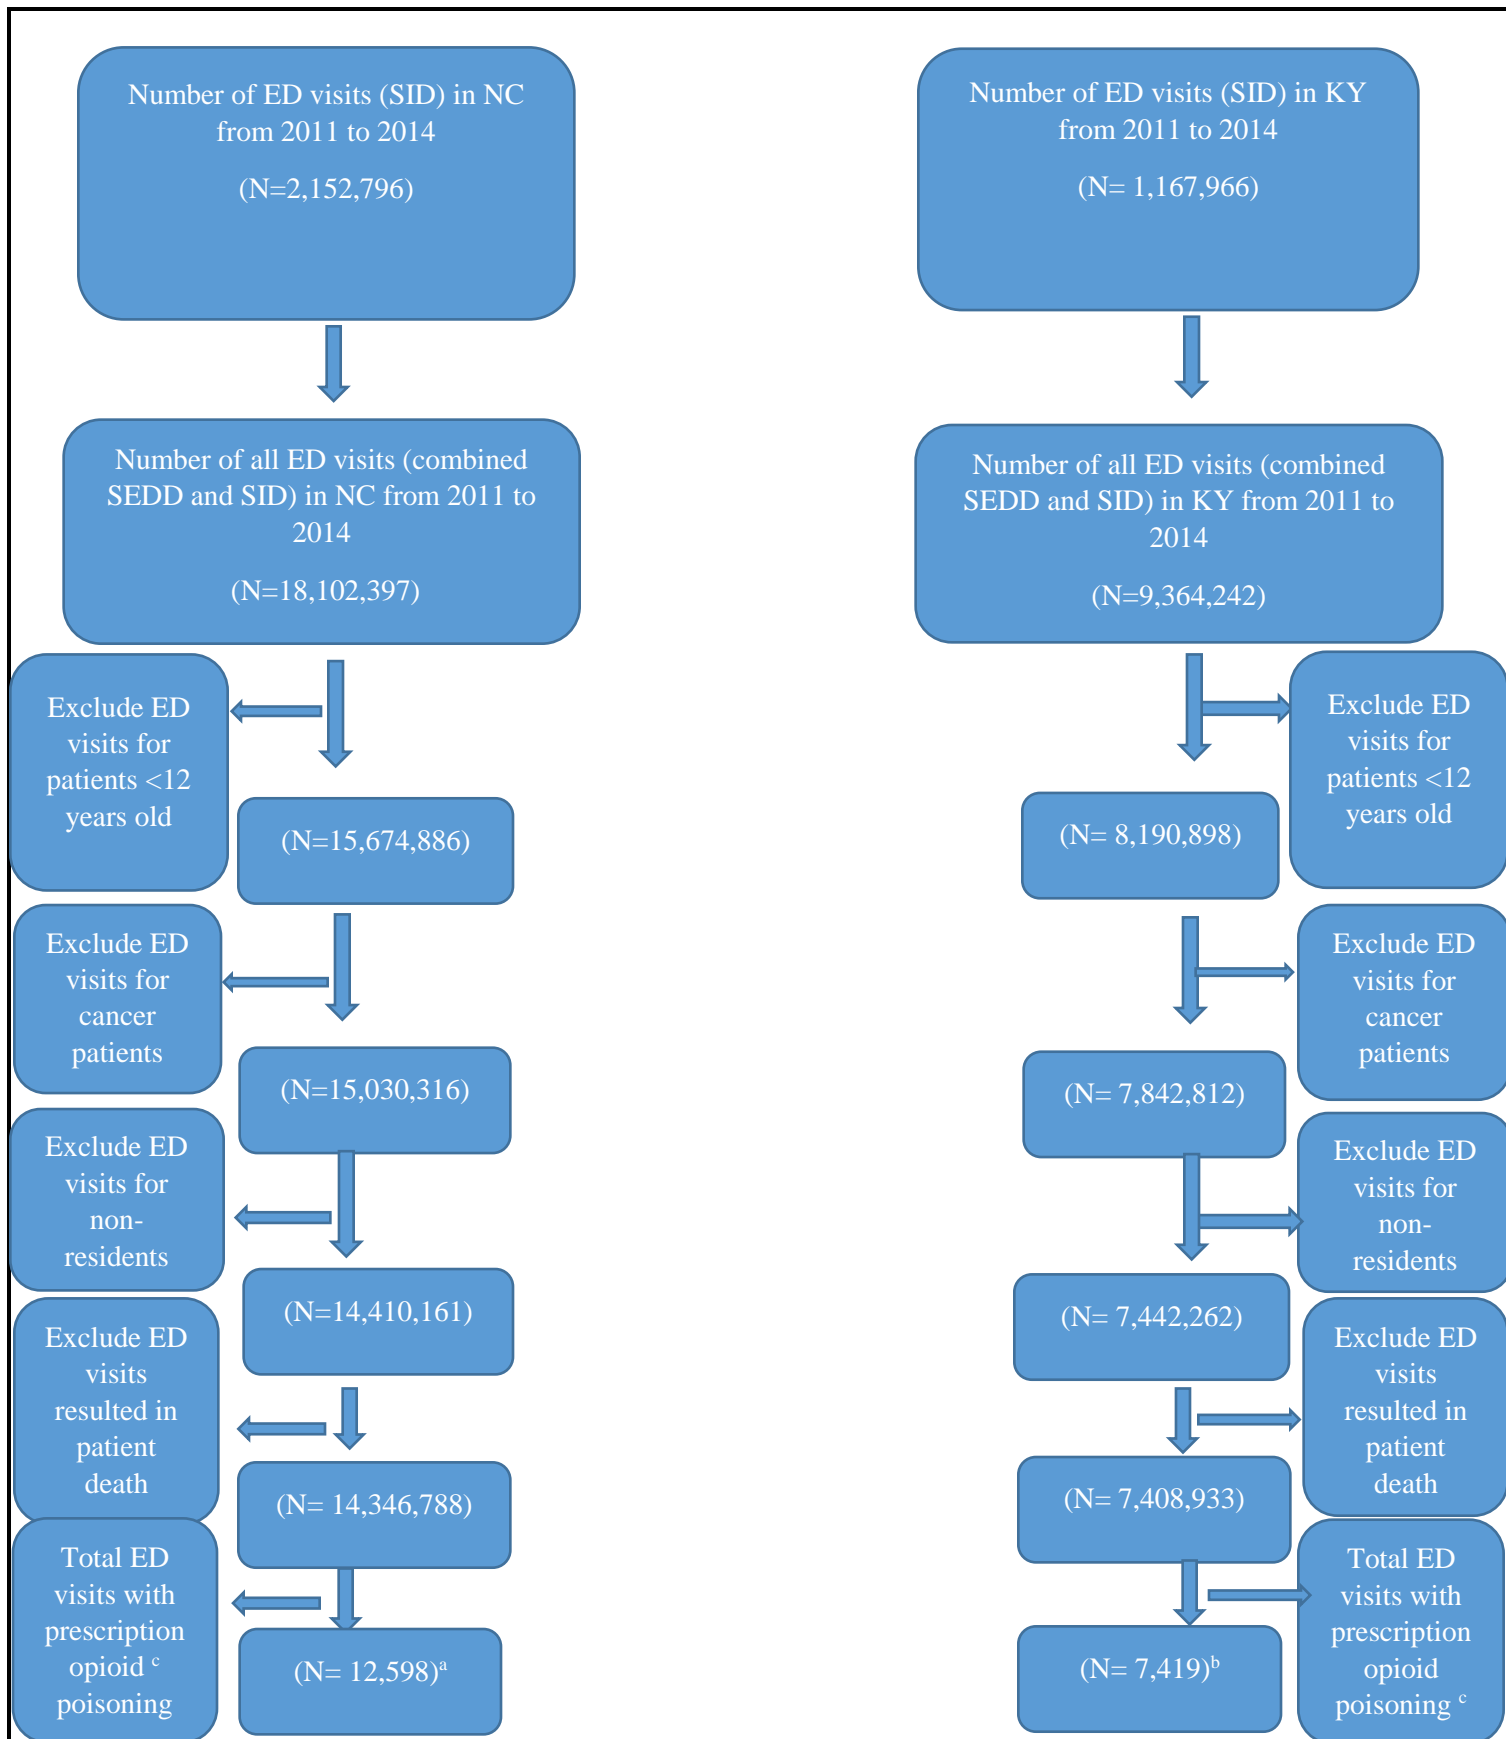 Number of ED visits (SID) in NC
from 2011 to 2014
(N=2,152,796)
Number of ED visits (SID) in KY
from 2011 to 2014
(N= 1,167,966)
Number of all ED visits (combined
SEDD and SID) in NC from 2011 to
2014
(N=18,102,397)
Number of all ED visits (combined
SEDD and SID) in KY from 2011 to
2014
(N=9,364,242)
Exclude ED
visits for
patients <12
years old
(N=15,674,886)
(N= 8,190,898)
Exclude ED
visits for
patients <12
years old
Exclude ED
visits for
cancer
patients
(N=15,030,316)
(N= 7,842,812)
Exclude ED
visits for
cancer
patients
Exclude ED
visits for
non-
residents
(N=14,410,161)
(N= 7,442,262)
Exclude ED
visits for
non-
residents
Exclude ED
visits
resulted in
patient
death
(N= 14,346,788)
(N= 7,408,933)
Exclude ED
visits
resulted in
patient
death
Total ED
visits with
prescription
opioid c
poisoning
(N= 12,598)a
(N= 7,419)b
Total ED
visits with
prescription
opioid
poisoning c